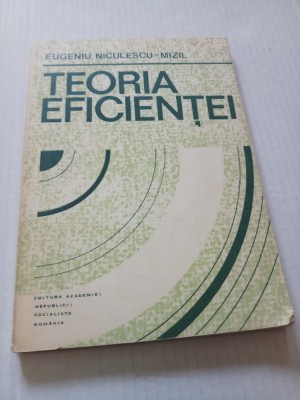 EUGENIU NICULESCU-MIZIL
TEORIA
EFICIENȚEI
EDITURA ACADEMIEI
REPUBLICII
SOCIALISTE
ROMÂNIA